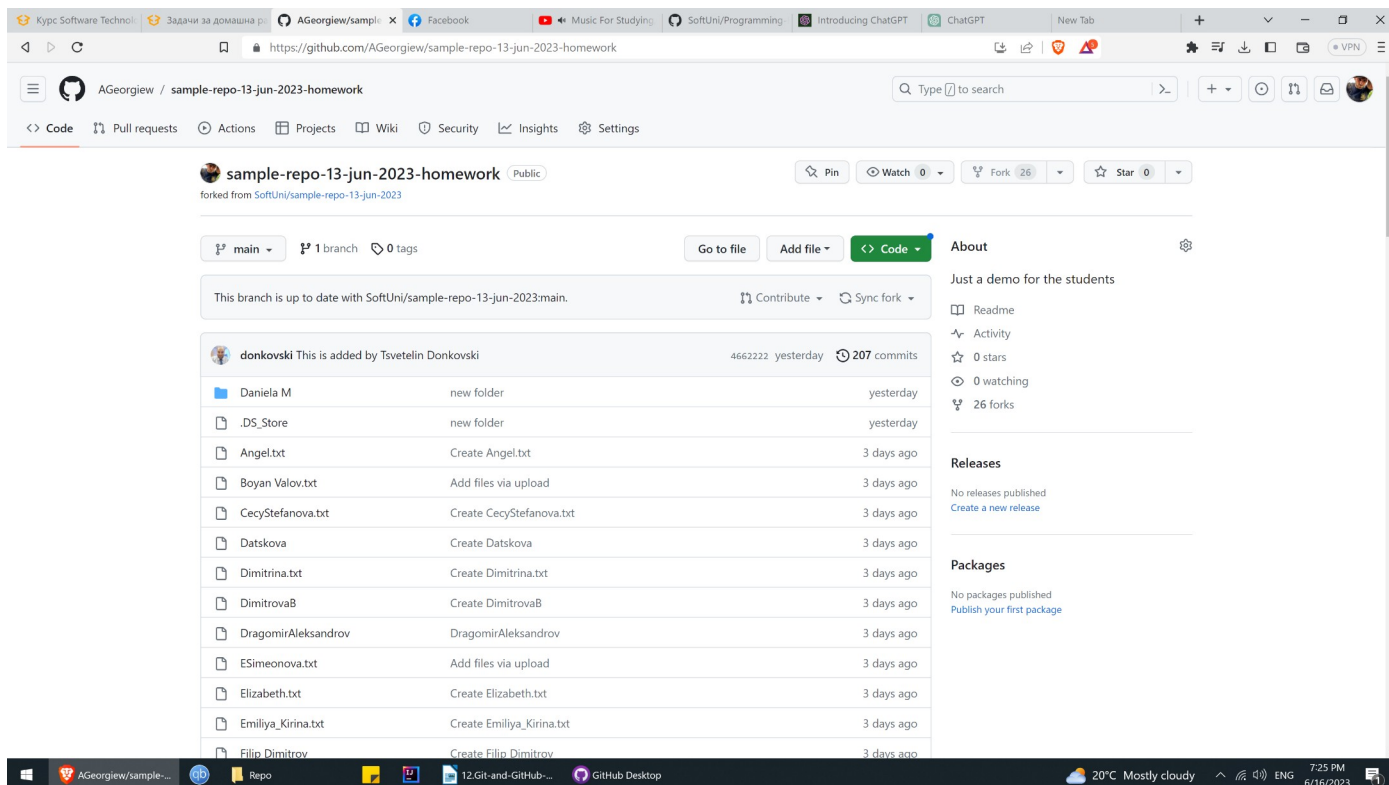 Курс Software Technol
Задачи за домашна ра
AGeorgiew/sample
Facebook
Music For Studying
SoftUni/Programming-
Introducing ChatGPT
ChatGPT
New Tab
https://github.com/AGeorgiew/sample-repo-13-jun-2023-homework
VPN
AGeorgiew / sample-repo-13-jun-2023-homework
Type / to search
<> Code Pull requests Actions Projects Wiki Security Insights Settings
sample-repo-13-jun-2023-homework Public
Pin Watch 0 Fork 26 Star 0
forked from SoftUni/sample-repo-13-jun-2023
main 1 branch 0 tags Go to file Add file <> Code
This branch is up to date with SoftUni/sample-repo-13-jun-2023:main. Contribute Sync fork
donkovski This is added by Tsvetelin Donkovski 4662222 yesterday 207 commits
Daniela M new folder yesterday
.DS_Store new folder yesterday
Angel.txt Create Angel.txt 3 days ago
Boyan Valov.txt Add files via upload 3 days ago
CecyStefanova.txt Create CecyStefanova.txt 3 days ago
Datskova Create Datskova 3 days ago
Dimitrina.txt Create Dimitrina.txt 3 days ago
DimitrovaB Create DimitrovaB 3 days ago
DragomirAleksandrov DragomirAleksandrov 3 days ago
ESimeonova.txt Add files via upload 3 days ago
Elizabeth.txt Create Elizabeth.txt 3 days ago
Emiliya_Kirina.txt Create Emiliya_Kirina.txt 3 days ago
Filip Dimitrov Create Filip Dimitrov 3 days ago
About
Just a demo for the students
Readme
Activity
0 stars
0 watching
26 forks
Releases
No releases published
Create a new release
Packages
No packages published
Publish your first package
AGeorgiew/sample-...
qb
Repo
IJ
12.Git-and-GitHub-...
GitHub Desktop
20°C Mostly cloudy
ENG
7:25 PM
6/16/2023
1